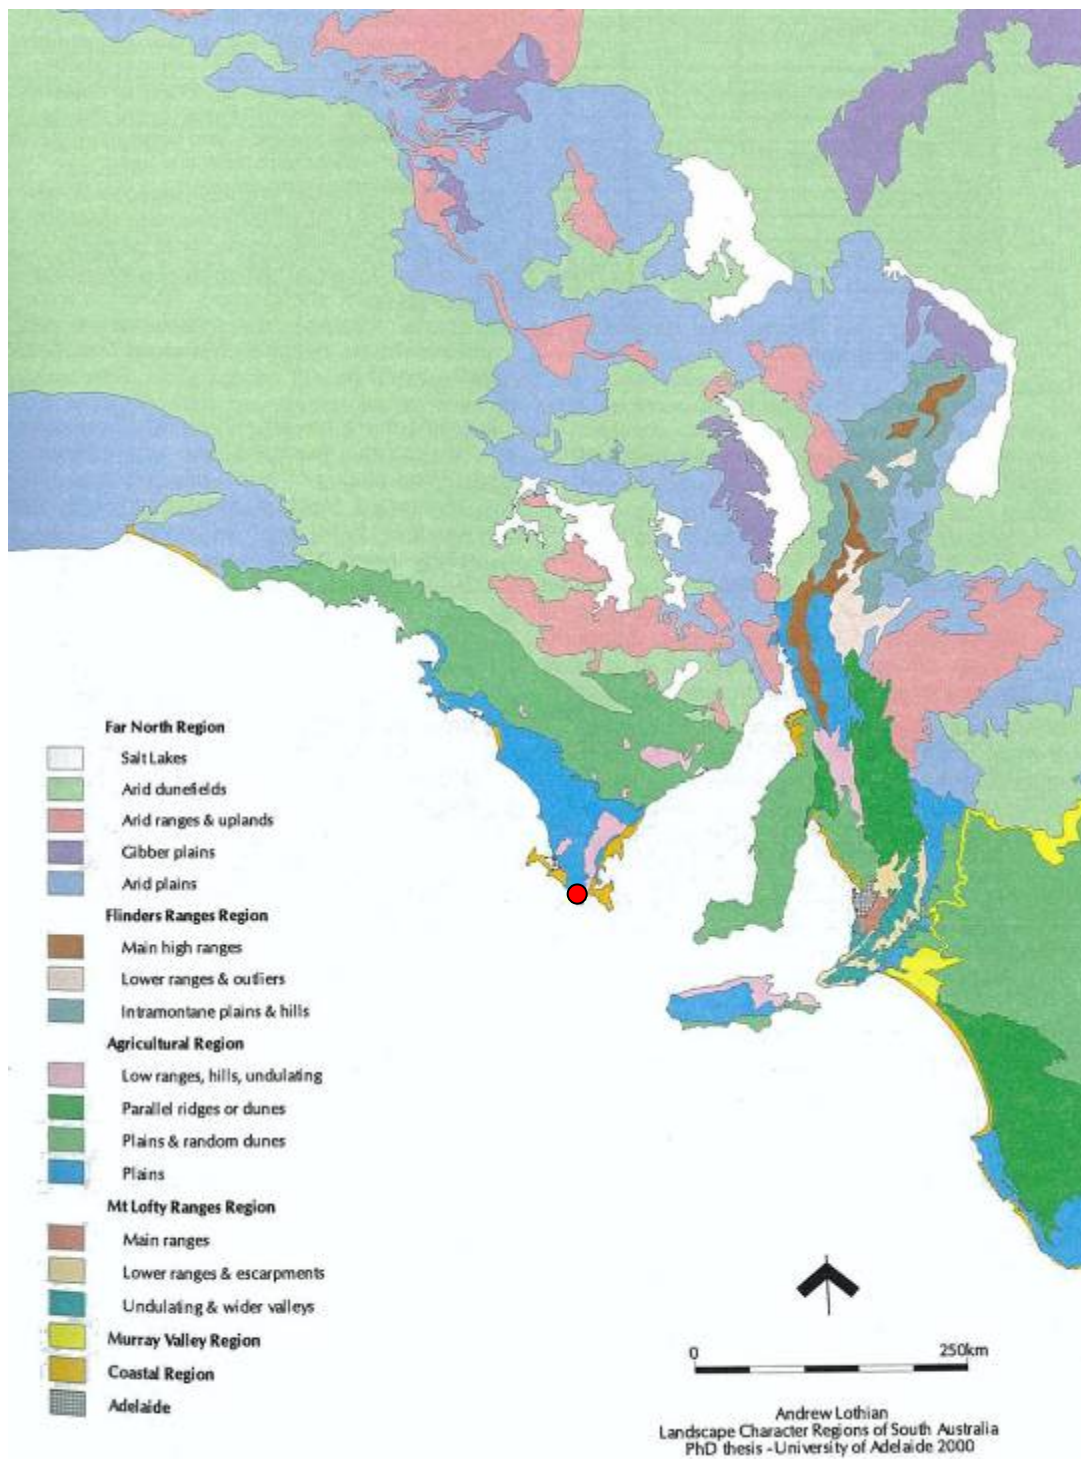 Far North Region
Salt Lakes
Arid dunefields
Arid ranges & uplands
Gibber plains
Arid plains
Flinders Ranges Region
Main high ranges
Lower ranges & outliers
Intramontane plains & hills
Agricultural Region
Low ranges, hills, undulating
Parallel ridges or dunes
Plains & random dunes
Plains
Mt Lofty Ranges Region
Main ranges
Lower ranges & escarpments
Undulating & wider valleys
Murray Valley Region
Coastal Region
Adelaide
0 250km
Andrew Lothian
Landscape Character Regions of South Australia
PhD thesis - University of Adelaide 2000